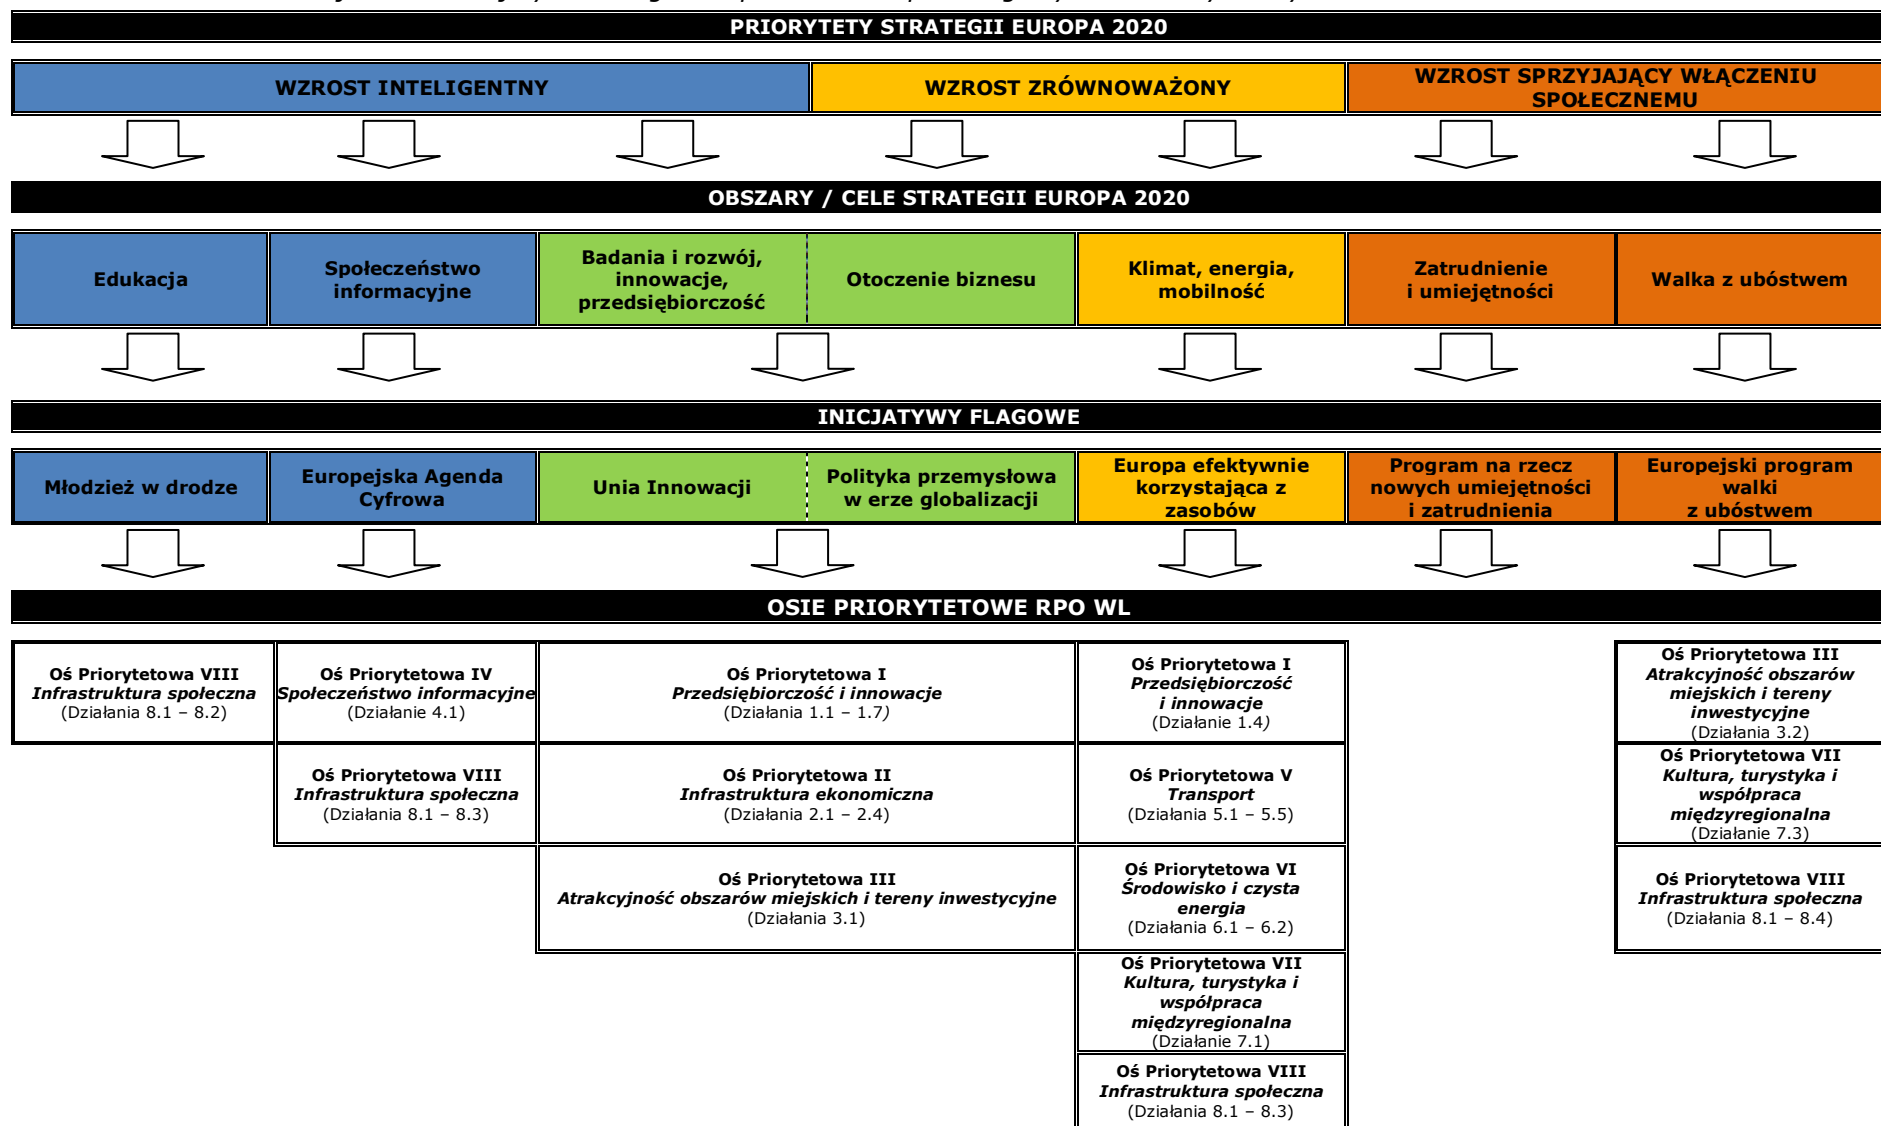 PRIORYTETY STRATEGII EUROPA 2020
WZROST INTELIGENTNY
WZROST ZRÓWNOWAŻONY
WZROST SPRZYJAJĄCY WŁĄCZENIU
SPOŁECZNEMU
OBSZARY / CELE STRATEGII EUROPA 2020
Edukacja
Społeczeństwo
informacyjne
Badania i rozwój,
innowacje,
przedsiębiorczość
Otoczenie biznesu
Klimat, energia,
mobilność
Zatrudnienie
i umiejętności
Walka z ubóstwem
INICJATYWY FLAGOWE
Młodzież w drodze
Europejska Agenda
Cyfrowa
Unia Innowacji
Polityka przemysłowa
w erze globalizacji
Europa efektywnie
korzystająca z
zasobów
Program na rzecz
nowych umiejętności
i zatrudnienia
Europejski program
walki
z ubóstwem
OSIE PRIORYTETOWE RPO WL
Oś Priorytetowa VIII
Infrastruktura społeczna
(Działania 8.1 – 8.2)
Oś Priorytetowa IV
Społeczeństwo informacyjne
(Działanie 4.1)
Oś Priorytetowa I
Przedsiębiorczość i innowacje
(Działania 1.1 – 1.7)
Oś Priorytetowa I
Przedsiębiorczość
i innowacje
(Działanie 1.4)
Oś Priorytetowa III
Atrakcyjność obszarów
miejskich i tereny
inwestycyjne
(Działania 3.2)
Oś Priorytetowa VIII
Infrastruktura społeczna
(Działania 8.1 – 8.3)
Oś Priorytetowa II
Infrastruktura ekonomiczna
(Działania 2.1 – 2.4)
Oś Priorytetowa V
Transport
(Działania 5.1 – 5.5)
Oś Priorytetowa VII
Kultura, turystyka i
współpraca
międzyregionalna
(Działanie 7.3)
Oś Priorytetowa III
Atrakcyjność obszarów miejskich i tereny inwestycyjne
(Działania 3.1)
Oś Priorytetowa VI
Środowisko i czysta
energia
(Działania 6.1 – 6.2)
Oś Priorytetowa VIII
Infrastruktura społeczna
(Działania 8.1 – 8.4)
Oś Priorytetowa VII
Kultura, turystyka i
współpraca
międzyregionalna
(Działanie 7.1)
Oś Priorytetowa VIII
Infrastruktura społeczna
(Działania 8.1 – 8.3)